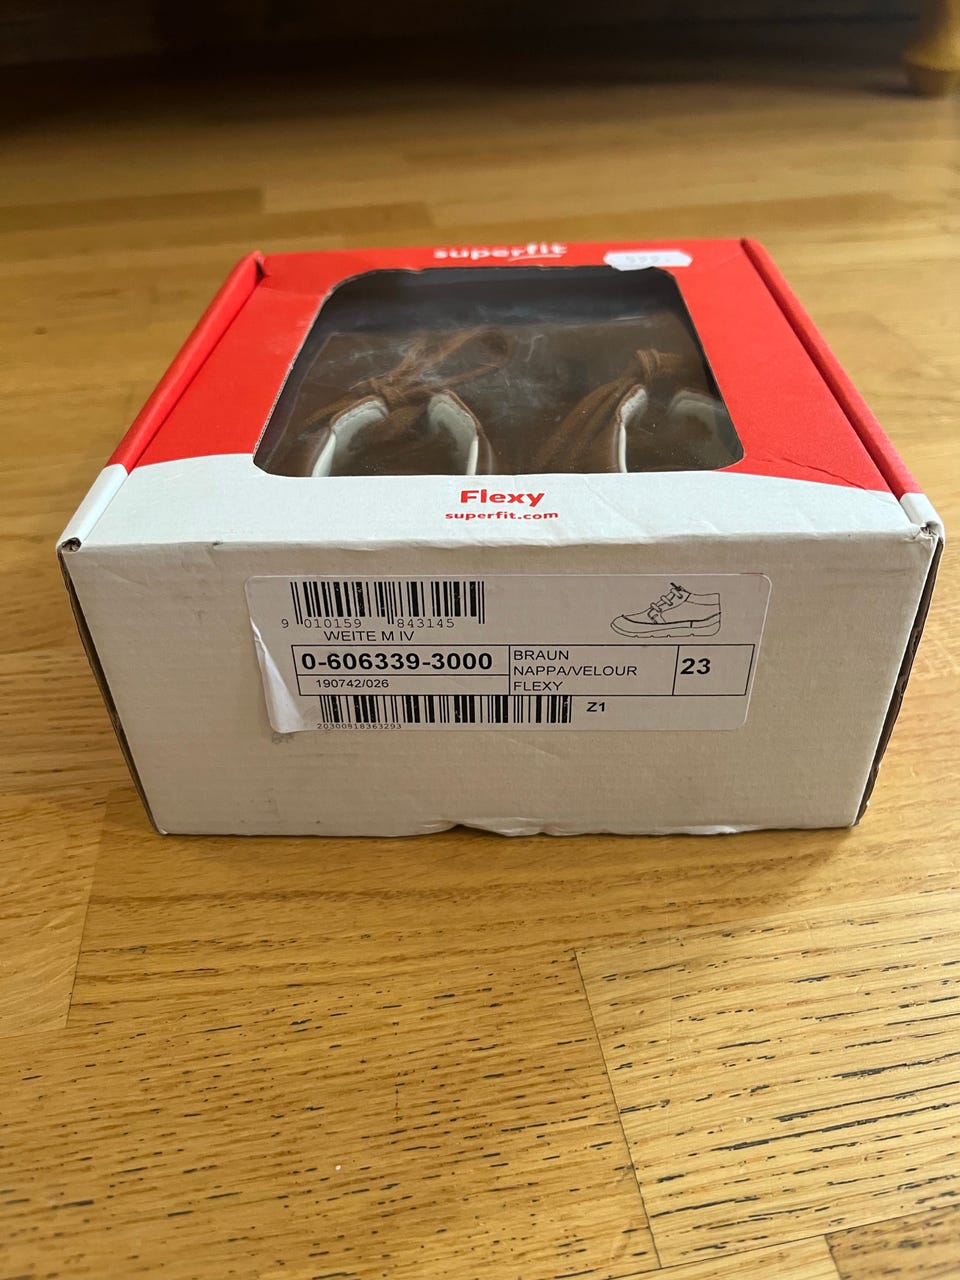 superfit
Flexy
superfit.com
9 010159 843145
WEITE M IV
0-606339-3000
190742/026
BRAUN
NAPPA/VELOUR
FLEXY
23
Z1
20300918363293